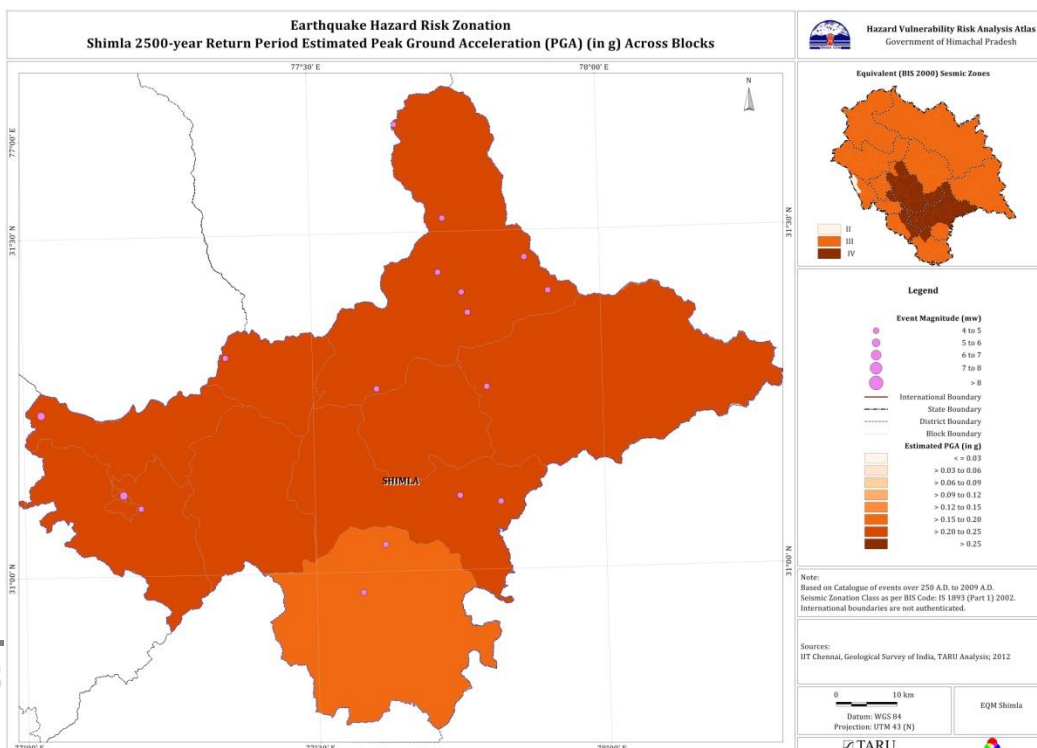 Earthquake Hazard Risk Zonation
Shimla 2500-year Return Period Estimated Peak Ground Acceleration (PGA) (in g) Across Blocks
Hazard Vulnerability Risk Analysis Atlas
Government of Himachal Pradesh
77°30' E
78°00' E
N
77°00' E
31°30' N
31°30' N
SHIMLA
31°00' N
31°00' N
77°00' E
77°30' E
78°00' E
Equivalent (BIS 2000) Sesmic Zones
II
III
IV
Legend
Event Magnitude (mw)
4 to 5
5 to 6
6 to 7
7 to 8
> 8
International Boundary
State Boundary
District Boundary
Block Boundary
Estimated PGA (in g)
< = 0.03
> 0.03 to 0.06
> 0.06 to 0.09
> 0.09 to 0.12
> 0.12 to 0.15
> 0.15 to 0.20
> 0.20 to 0.25
> 0.25
Note:
Based on Catalogue of events over 250 A.D. to 2009 A.D.
Seismic Zonation Class as per BIS Code: IS 1893 (Part 1) 2002.
International boundaries are not authenticated.
Sources:
IIT Chennai, Geological Survey of India, TARU Analysis; 2012
0 10 km
Datum: WGS 84
Projection: UTM 43 (N)
EQM Shimla
TARU